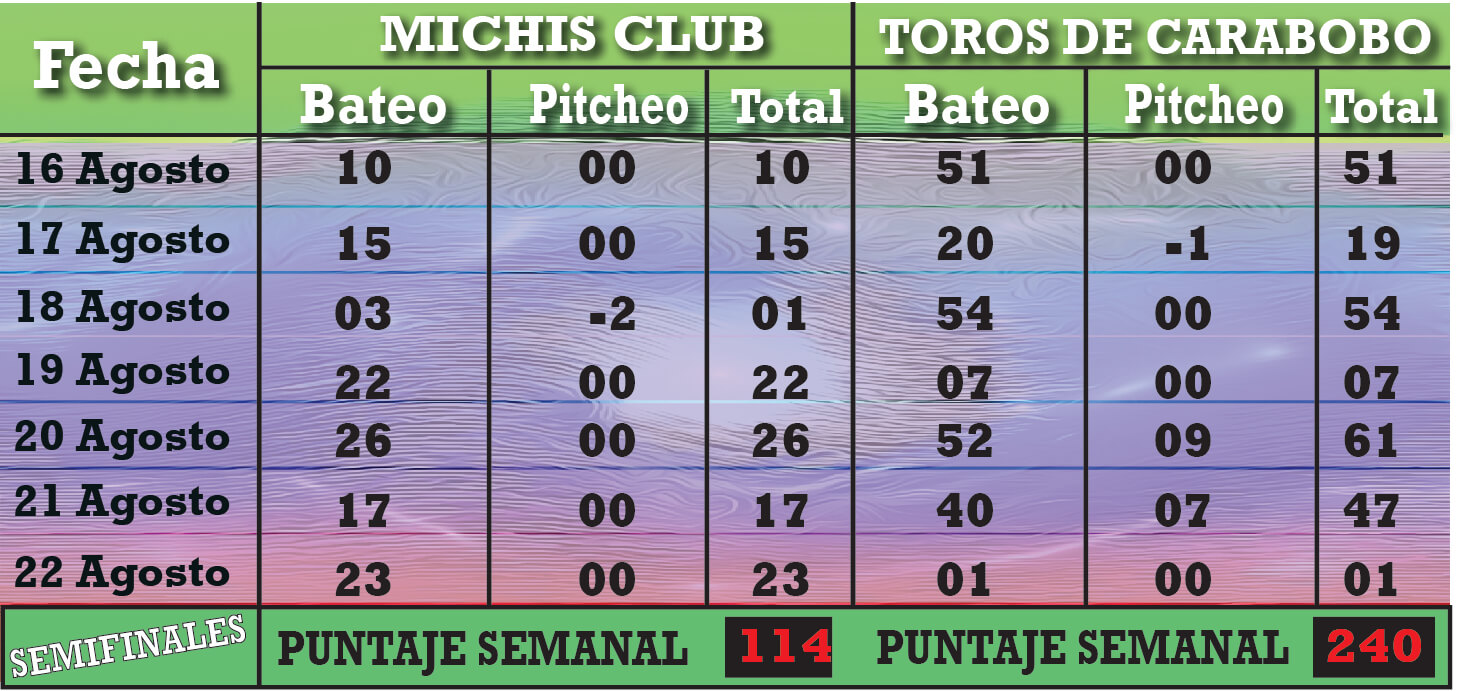 Fecha MICHIS CLUB TOROS DE CARABOBO
Bateo Pitcheo Total Bateo Pitcheo Total
16 Agosto 10 00 10 51 00 51
17 Agosto 15 00 15 20 -1 19
18 Agosto 03 -2 01 54 00 54
19 Agosto 22 00 22 07 00 07
20 Agosto 26 00 26 52 09 61
21 Agosto 17 00 17 40 07 47
22 Agosto 23 00 23 01 00 01
SEMIFINALES PUNTAJE SEMANAL 114 PUNTAJE SEMANAL 240